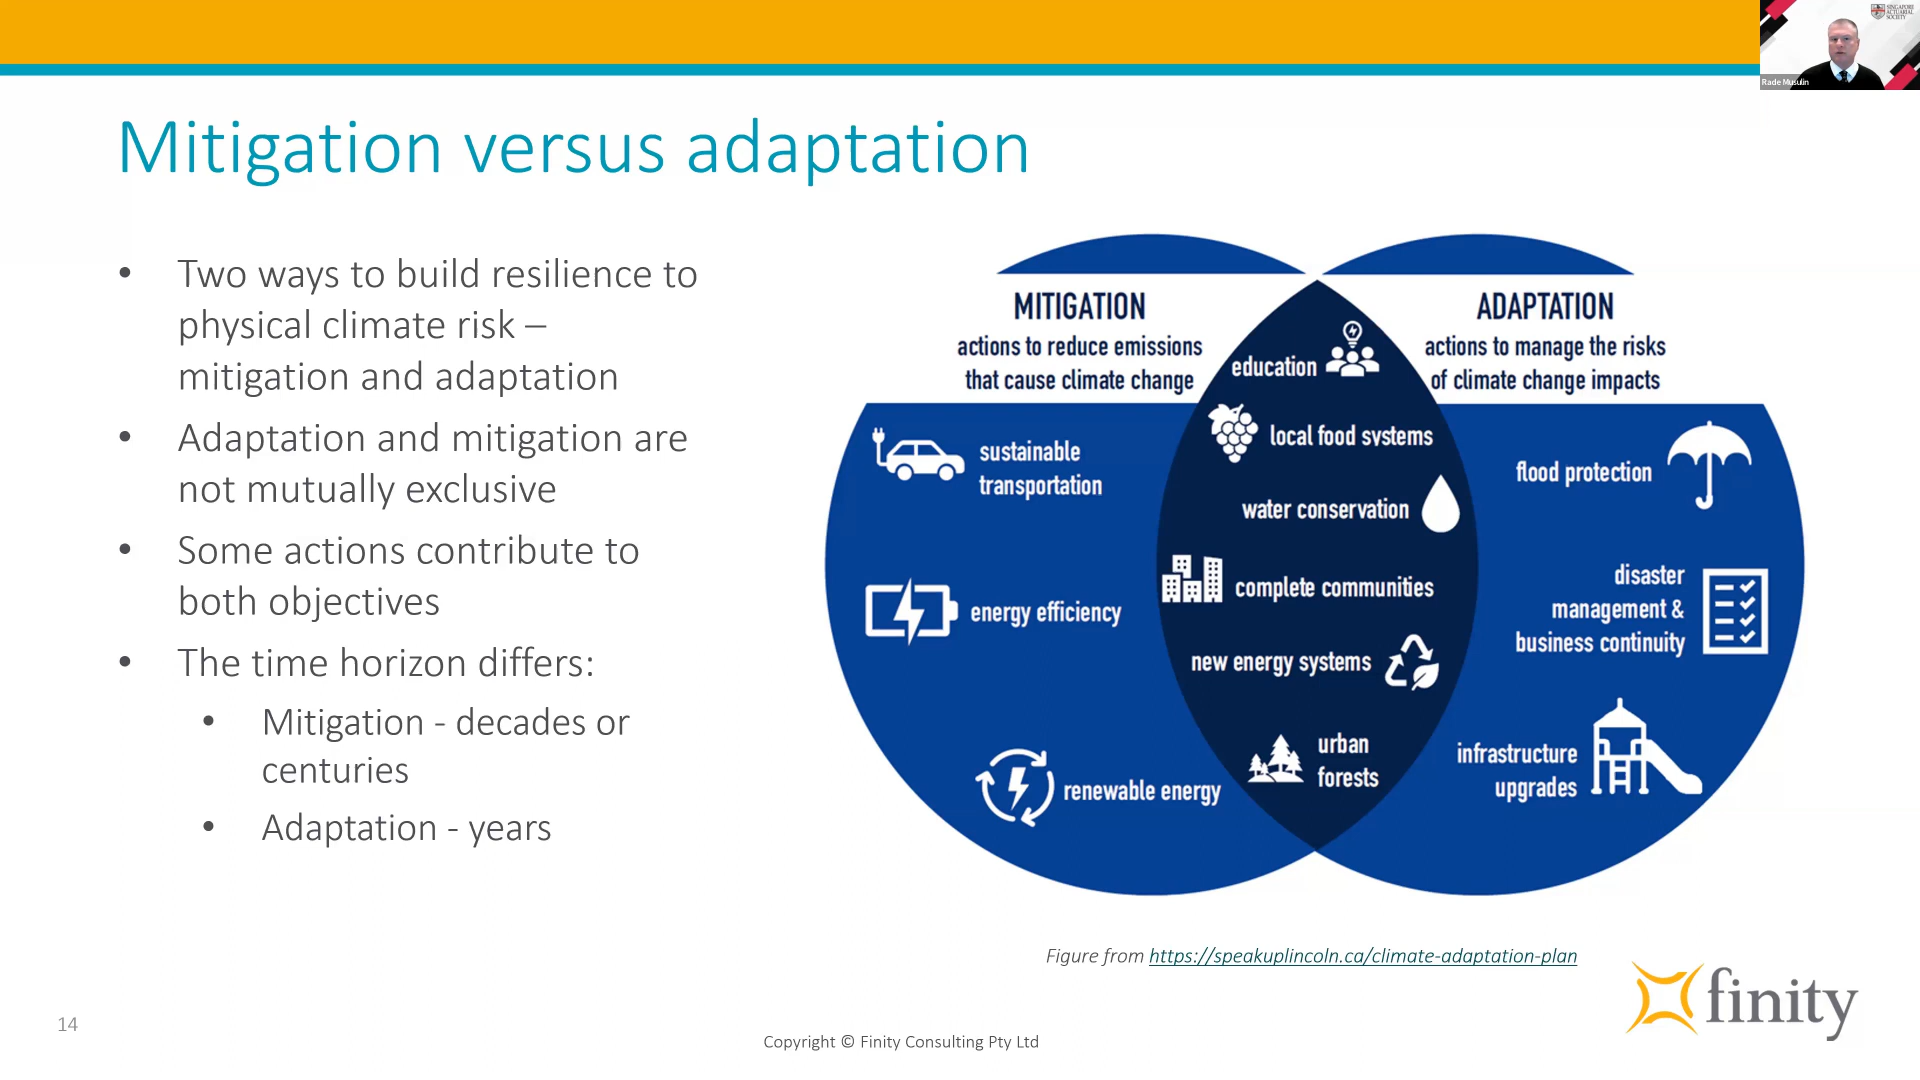 SINGAPORE
ACTUARIAL
SOCIETY
Rade Musulin
Mitigation versus adaptation
• Two ways to build resilience to
physical climate risk –
mitigation and adaptation
• Adaptation and mitigation are
not mutually exclusive
• Some actions contribute to
both objectives
• The time horizon differs:
• Mitigation - decades or
centuries
• Adaptation - years
MITIGATION
actions to reduce emissions
that cause climate change
sustainable
transportation
energy efficiency
renewable energy
education
local food systems
water conservation
complete communities
new energy systems
urban
forests
ADAPTATION
actions to manage the risks
of climate change impacts
flood protection
disaster
management &
business continuity
infrastructure
upgrades
Figure from https://speakuplincoln.ca/climate-adaptation-plan
finity
14
Copyright © Finity Consulting Pty Ltd